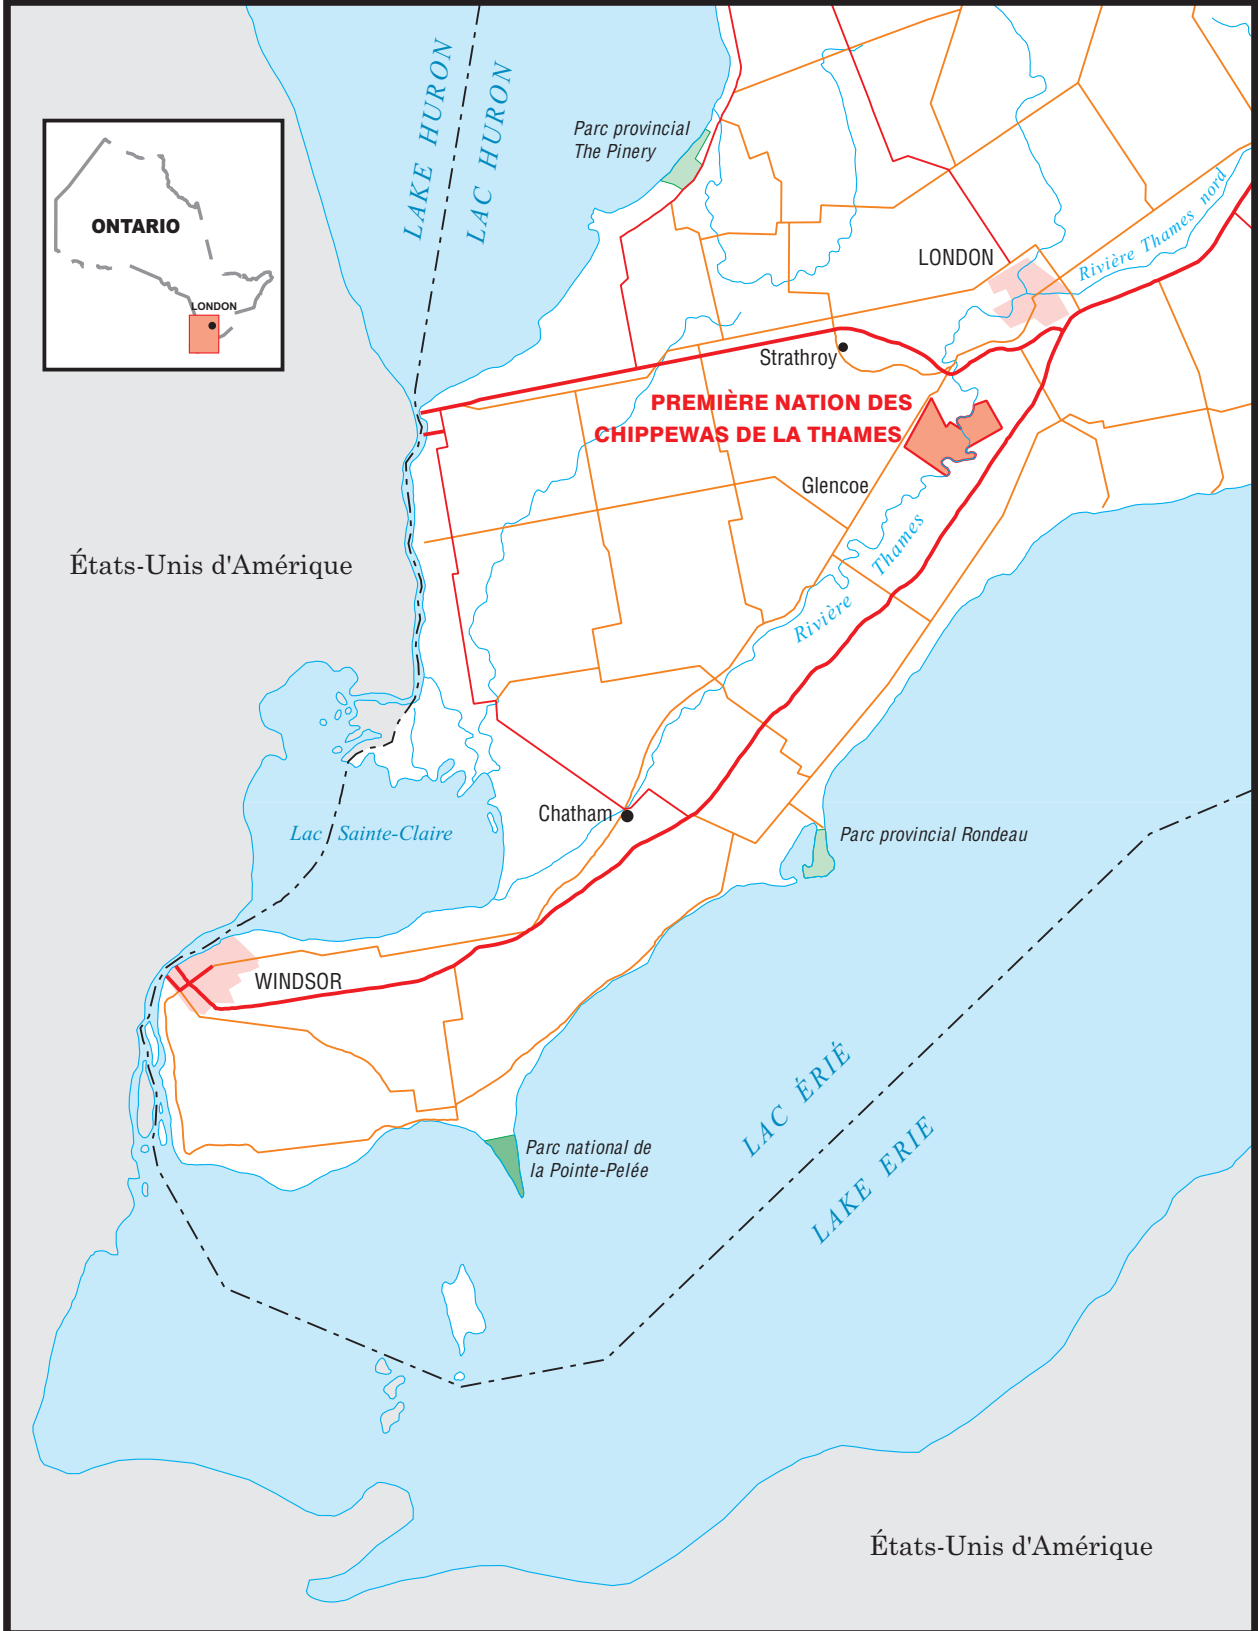 LAKE HURON
LAC HURON
Parc provincial
The Pinery
ONTARIO
LONDON
LONDON
Rivière Thames nord
Strathroy
PREMIÈRE NATION DES
CHIPPEWAS DE LA THAMES
Glencoe
Rivière Thames
États-Unis d'Amérique
Chatham
Lac Sainte-Claire
Parc provincial Rondeau
WINDSOR
LAC ÉRIÉ
LAKE ERIE
Parc national de
la Pointe-Pelée
États-Unis d'Amérique